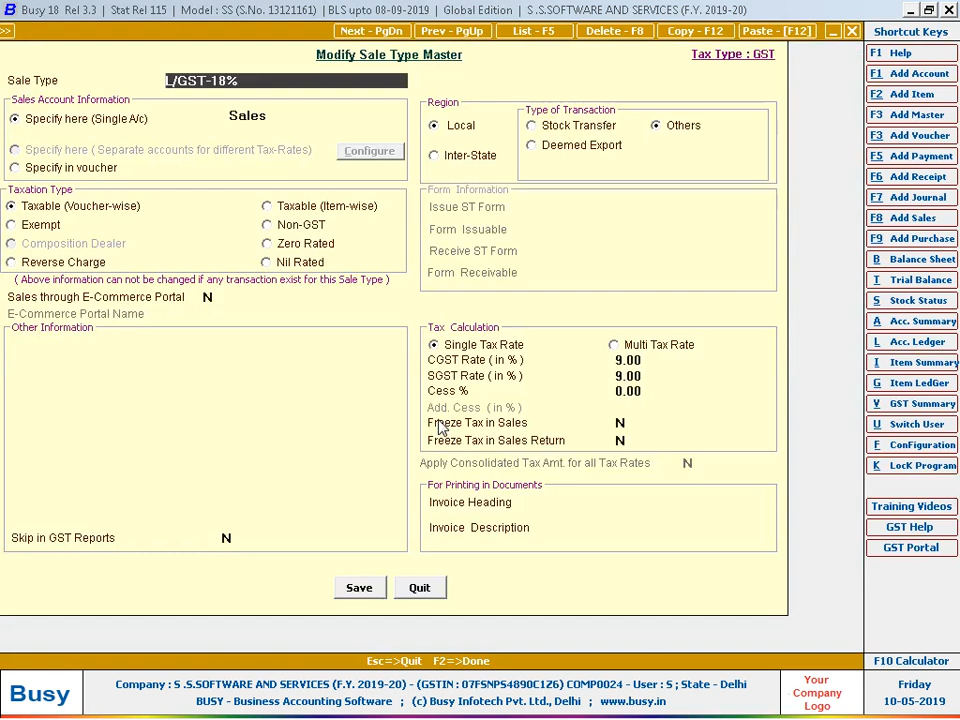 Busy 18 Rel 3.3 | Stat Rel 115 | Model : SS (S.No. 13121161) | BLS upto 08-09-2019 | Global Edition | S .S.SOFTWARE AND SERVICES (F.Y. 2019-20)
>> Next - PgDn Prev - PgUp List - F5 Delete - F8 Copy - F12 Paste - [F12]
Modify Sale Type Master
Tax Type : GST
Sale Type L/GST-18%
Sales Account Information
Specify here (Single A/c) Sales
Specify here ( Separate accounts for different Tax-Rates) Configure
Specify in voucher
Region
Local
Inter-State
Type of Transaction
Stock Transfer Others
Deemed Export
Taxation Type
Taxable (Voucher-wise) Taxable (Item-wise)
Exempt Non-GST
Composition Dealer Zero Rated
Reverse Charge Nil Rated
( Above information can not be changed if any transaction exist for this Sale Type )
Form Information
Issue ST Form
Form Issuable
Receive ST Form
Form Receivable
Sales through E-Commerce Portal N
E-Commerce Portal Name
Other Information
Skip in GST Reports N
Tax Calculation
Single Tax Rate Multi Tax Rate
CGST Rate ( in % ) 9.00
SGST Rate ( in % ) 9.00
Cess % 0.00
Add. Cess ( in % )
Freeze Tax in Sales N
Freeze Tax in Sales Return N
Apply Consolidated Tax Amt. for all Tax Rates N
For Printing in Documents
Invoice Heading
Invoice Description
Save Quit
Esc=>Quit F2=>Done
Shortcut Keys
F1 Help
F1 Add Account
F2 Add Item
F3 Add Master
F3 Add Voucher
F5 Add Payment
F6 Add Receipt
F7 Add Journal
F8 Add Sales
F9 Add Purchase
B Balance Sheet
T Trial Balance
S Stock Status
A Acc. Summary
L Acc. Ledger
I Item Summary
G Item LedGer
Y GST Summary
U Switch User
F ConFiguration
K LocK Program
Training Videos
GST Help
GST Portal
F10 Calculator
Busy
Company : S .S.SOFTWARE AND SERVICES (F.Y. 2019-20) - (GSTIN : 07FSNPS4890C1Z6) COMP0024 - User : S ; State - Delhi
BUSY - Business Accounting Software ; (c) Busy Infotech Pvt. Ltd., Delhi ; www.busy.in
Your
Company
Logo
Friday
10-05-2019